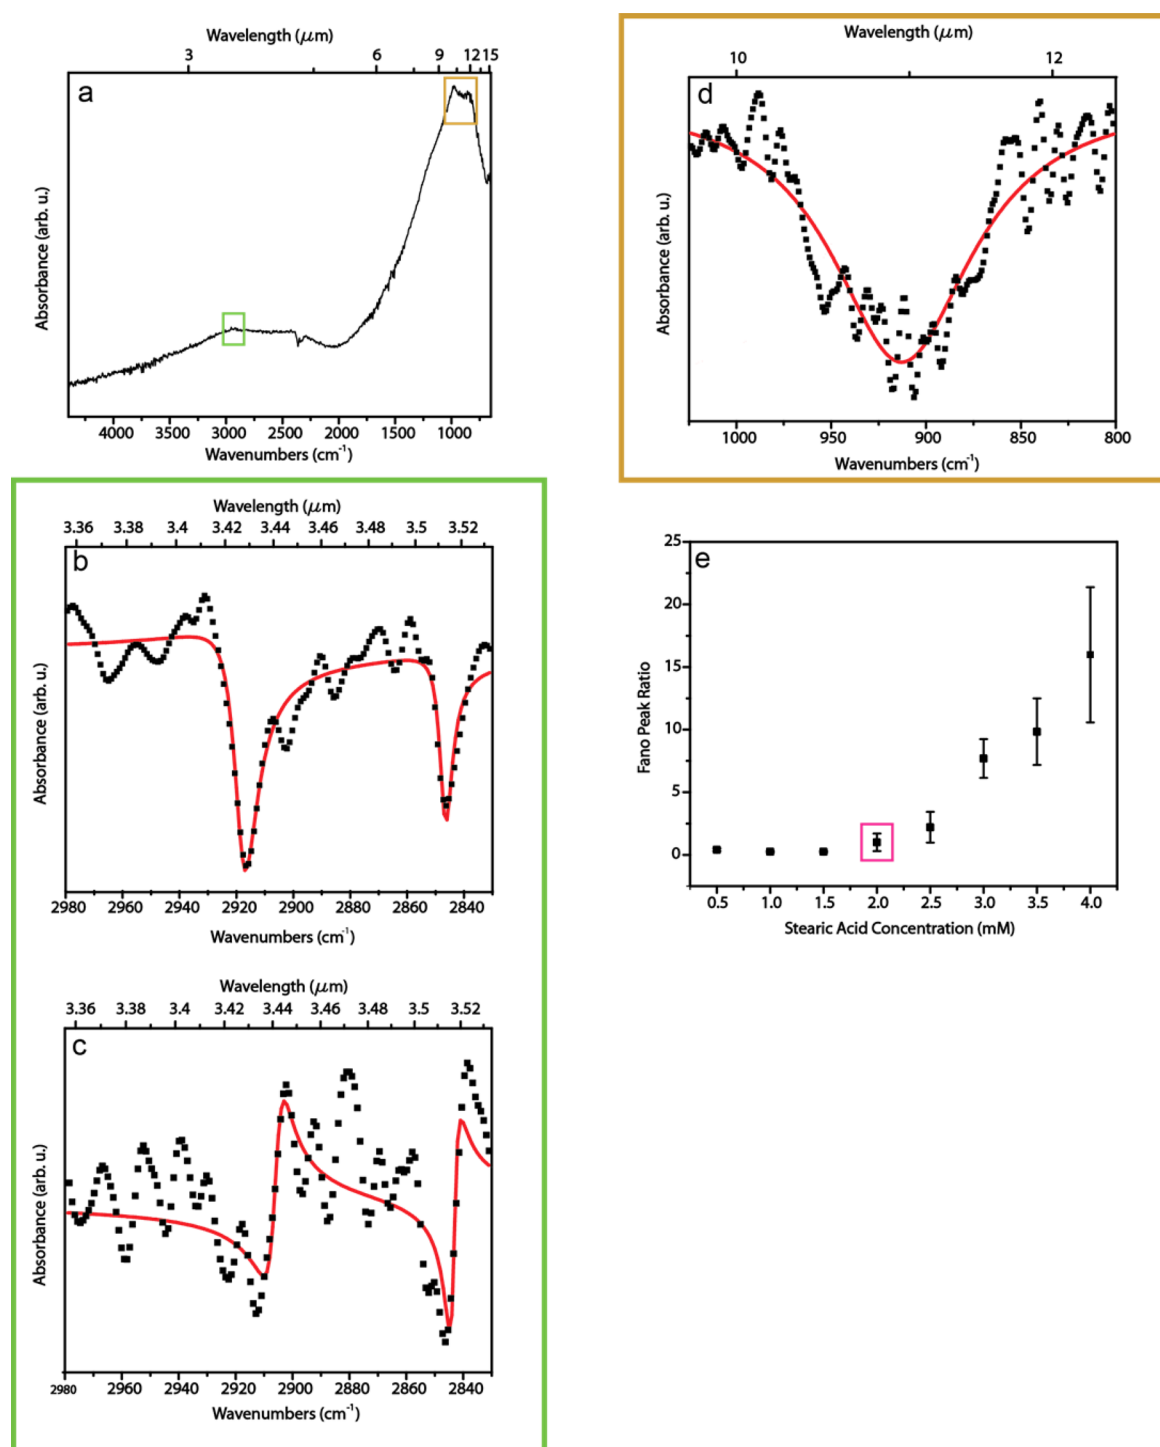 Wavelength (μm)
3 6 9 12 15
a
Absorbance (arb. u.)
4000 3000 2500 2000 1500 1000
Wavenumbers (cm-1)
Wavelength (μm)
10 12
d
Absorbance (arb. u.)
1000 950 900 850 800
Wavenumbers (cm-1)
Wavelength (μm)
3.36 3.38 3.4 3.42 3.44 3.46 3.48 3.5 3.52
b
Absorbance (arb. u.)
2980 2960 2940 2920 2900 2880 2860 2840
Wavenumbers (cm-1)
Wavelength (μm)
3.36 3.38 3.4 3.42 3.44 3.46 3.48 3.5 3.52
c
Absorbance (arb. u.)
2980 2960 2940 2920 2900 2880 2860 2840
Wavenumbers (cm-1)
e
25
20
15
10
5
0
Fano Peak Ratio
0.5 1.0 1.5 2.0 2.5 3.0 3.5 4.0
Stearic Acid Concentration (mM)